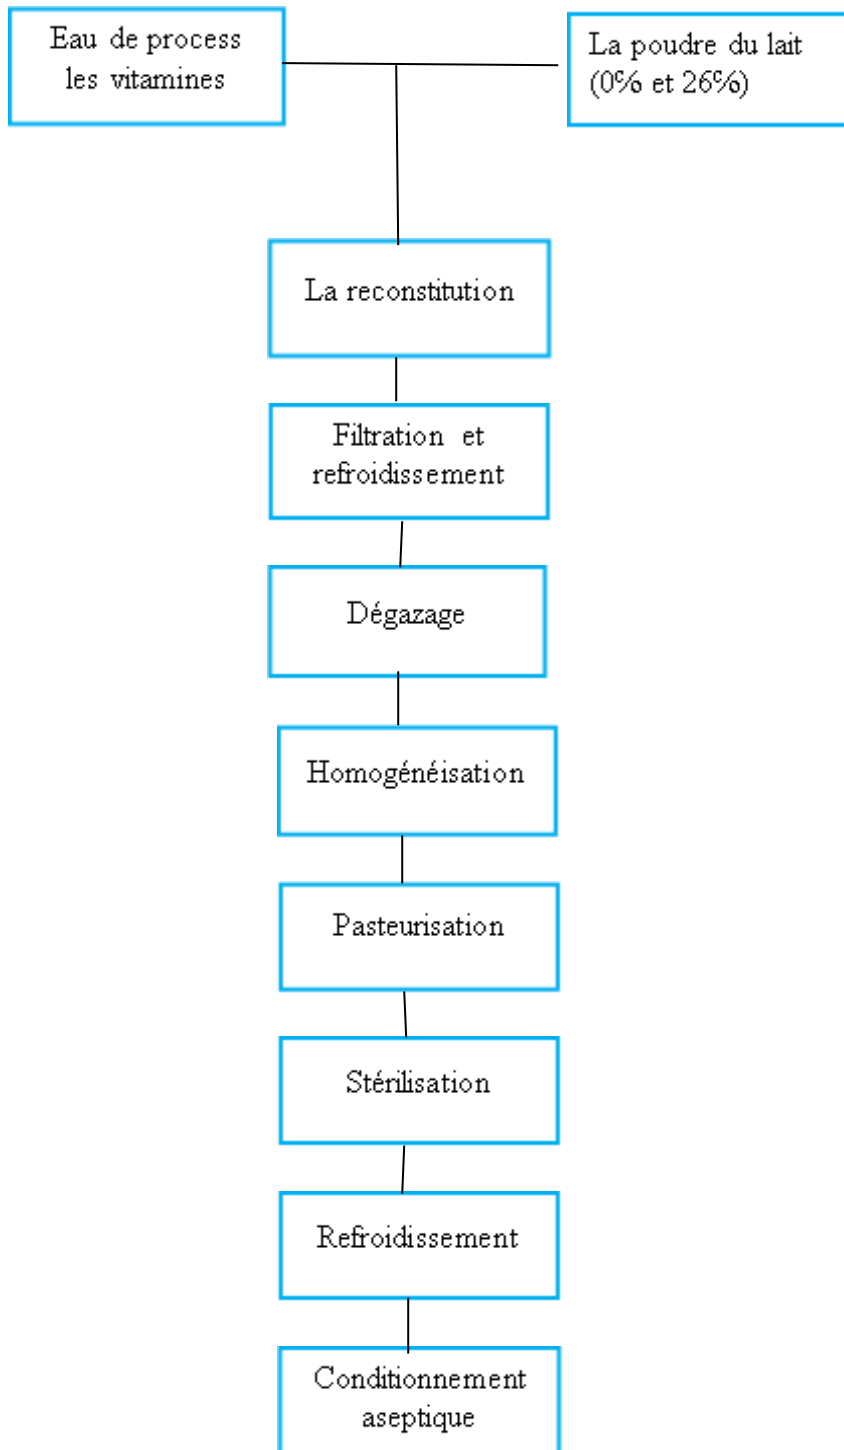 Eau de process
les vitamines
La poudre du lait
(0% et 26%)
La reconstitution
Filtration et
refroidissement
Dégazage
Homogénéisation
Pasteurisation
Stérilisation
Refroidissement
Conditionnement
aseptique